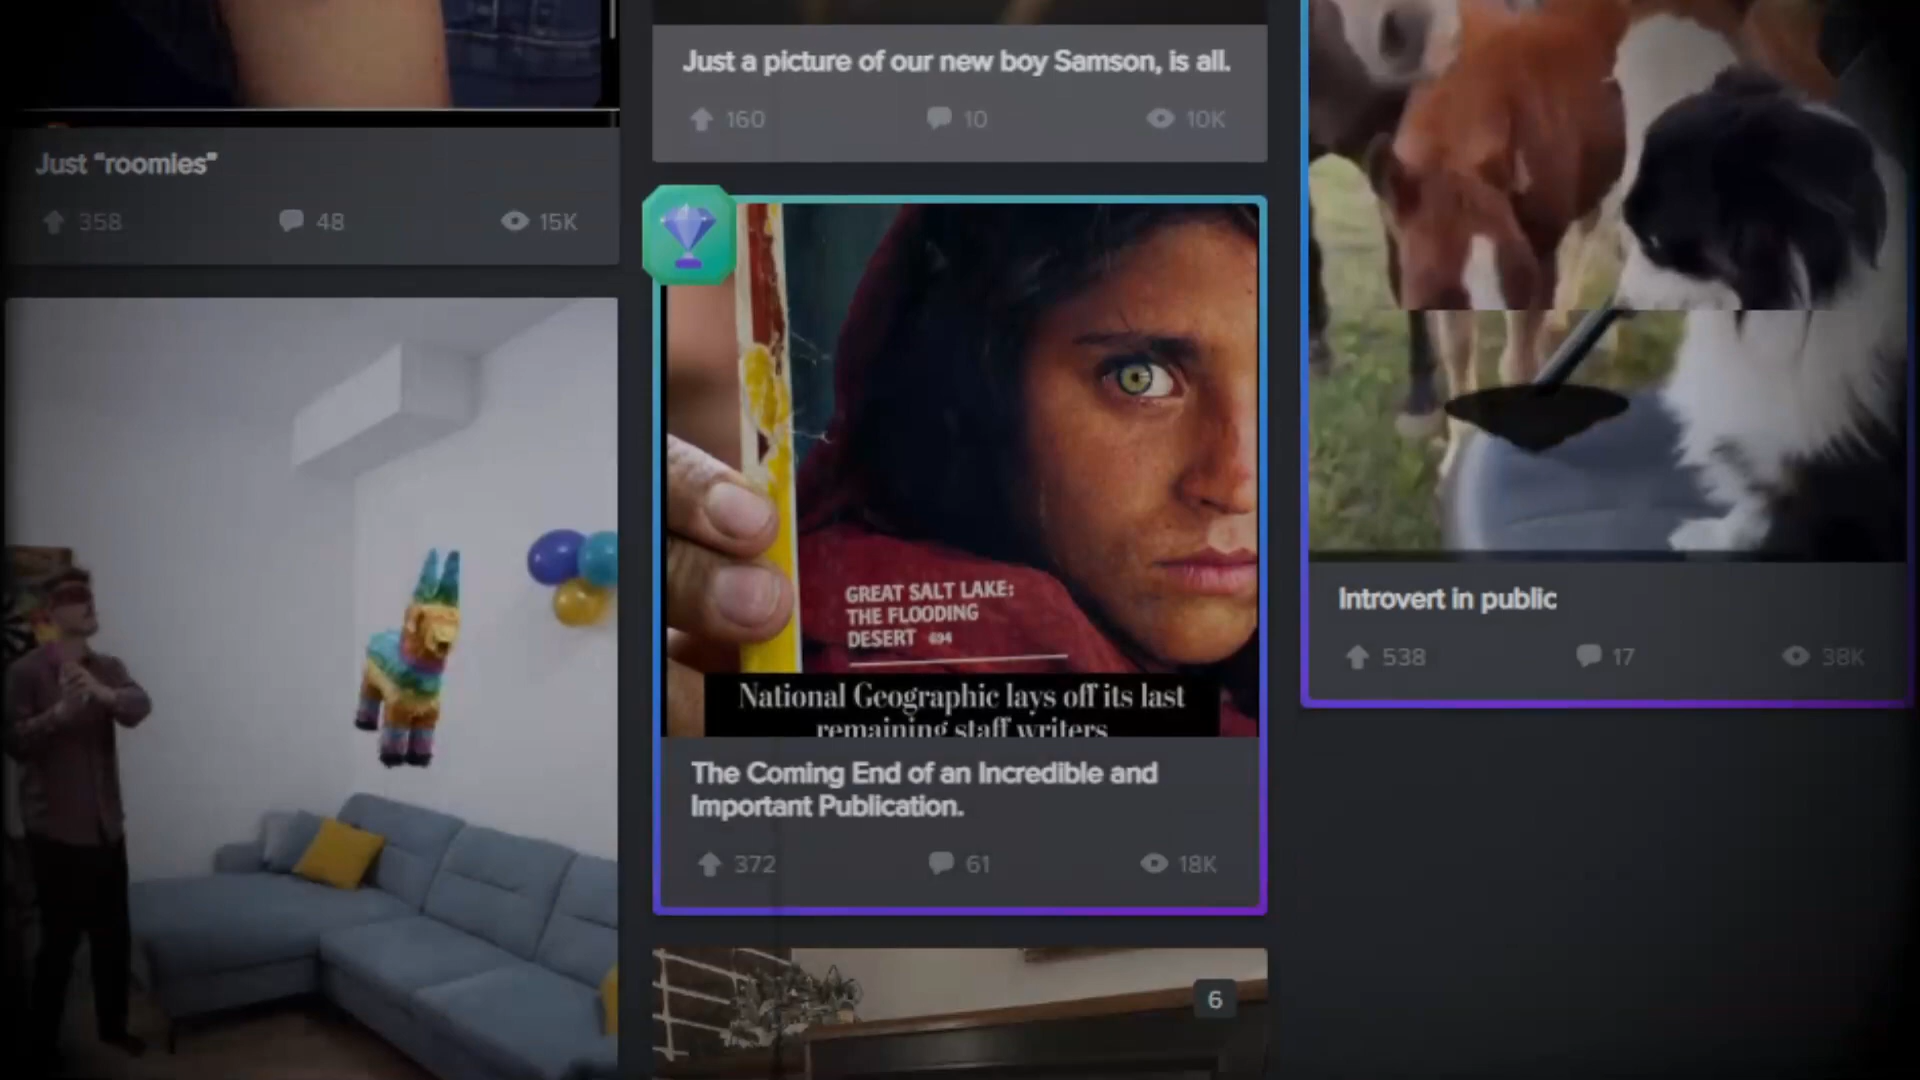 Just "roomies"
358 48 15K
Just a picture of our new boy Samson, is all.
160 10 10K
GREAT SALT LAKE:
THE FLOODING
DESERT 694
National Geographic lays off its last
remaining staff writers
The Coming End of an Incredible and
Important Publication.
372 61 18K
6
Introvert in public
538 17 38K